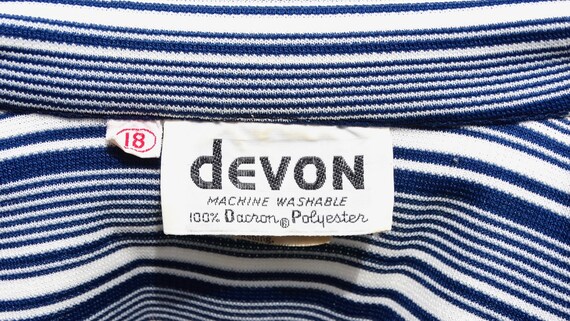 18
dEVON
MACHINE WASHABLE
100% Dacron® Polyester